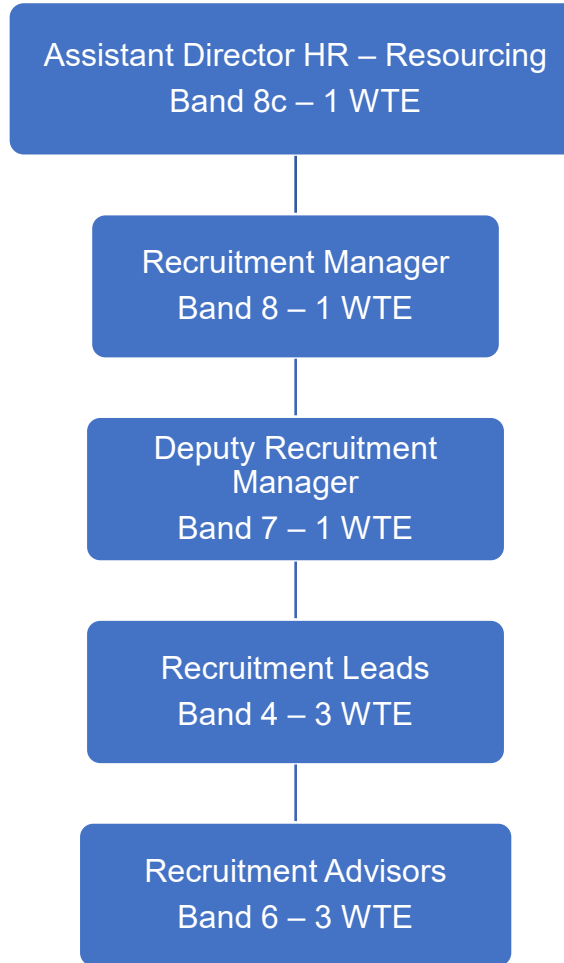 Assistant Director HR – Resourcing
Band 8c – 1 WTE
Recruitment Manager
Band 8 – 1 WTE
Deputy Recruitment
Manager
Band 7 – 1 WTE
Recruitment Leads
Band 4 – 3 WTE
Recruitment Advisors
Band 6 – 3 WTE